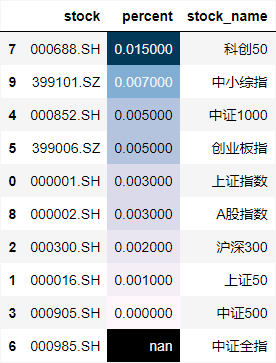 stock percent stock_name
7 000688.SH 0.015000 科创50
9 399101.SZ 0.007000 中小综指
4 000852.SH 0.005000 中证1000
5 399006.SZ 0.005000 创业板指
0 000001.SH 0.003000 上证指数
8 000002.SH 0.003000 A股指数
2 000300.SH 0.002000 沪深300
1 000016.SH 0.001000 上证50
3 000905.SH 0.000000 中证500
6 000985.SH nan 中证全指